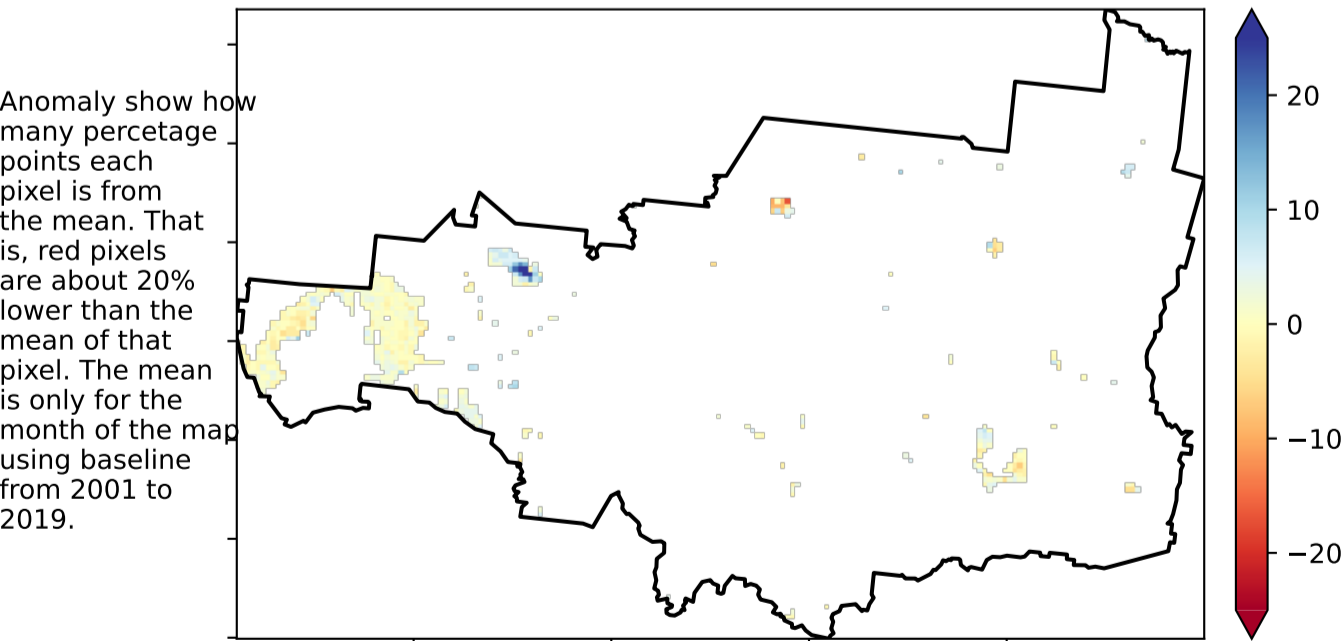 Anomaly show how
many percetage
points each
pixel is from
the mean. That
is, red pixels
are about 20%
lower than the
mean of that
pixel. The mean
is only for the
month of the map
using baseline
from 2001 to
2019.
20
10
0
−10
−20